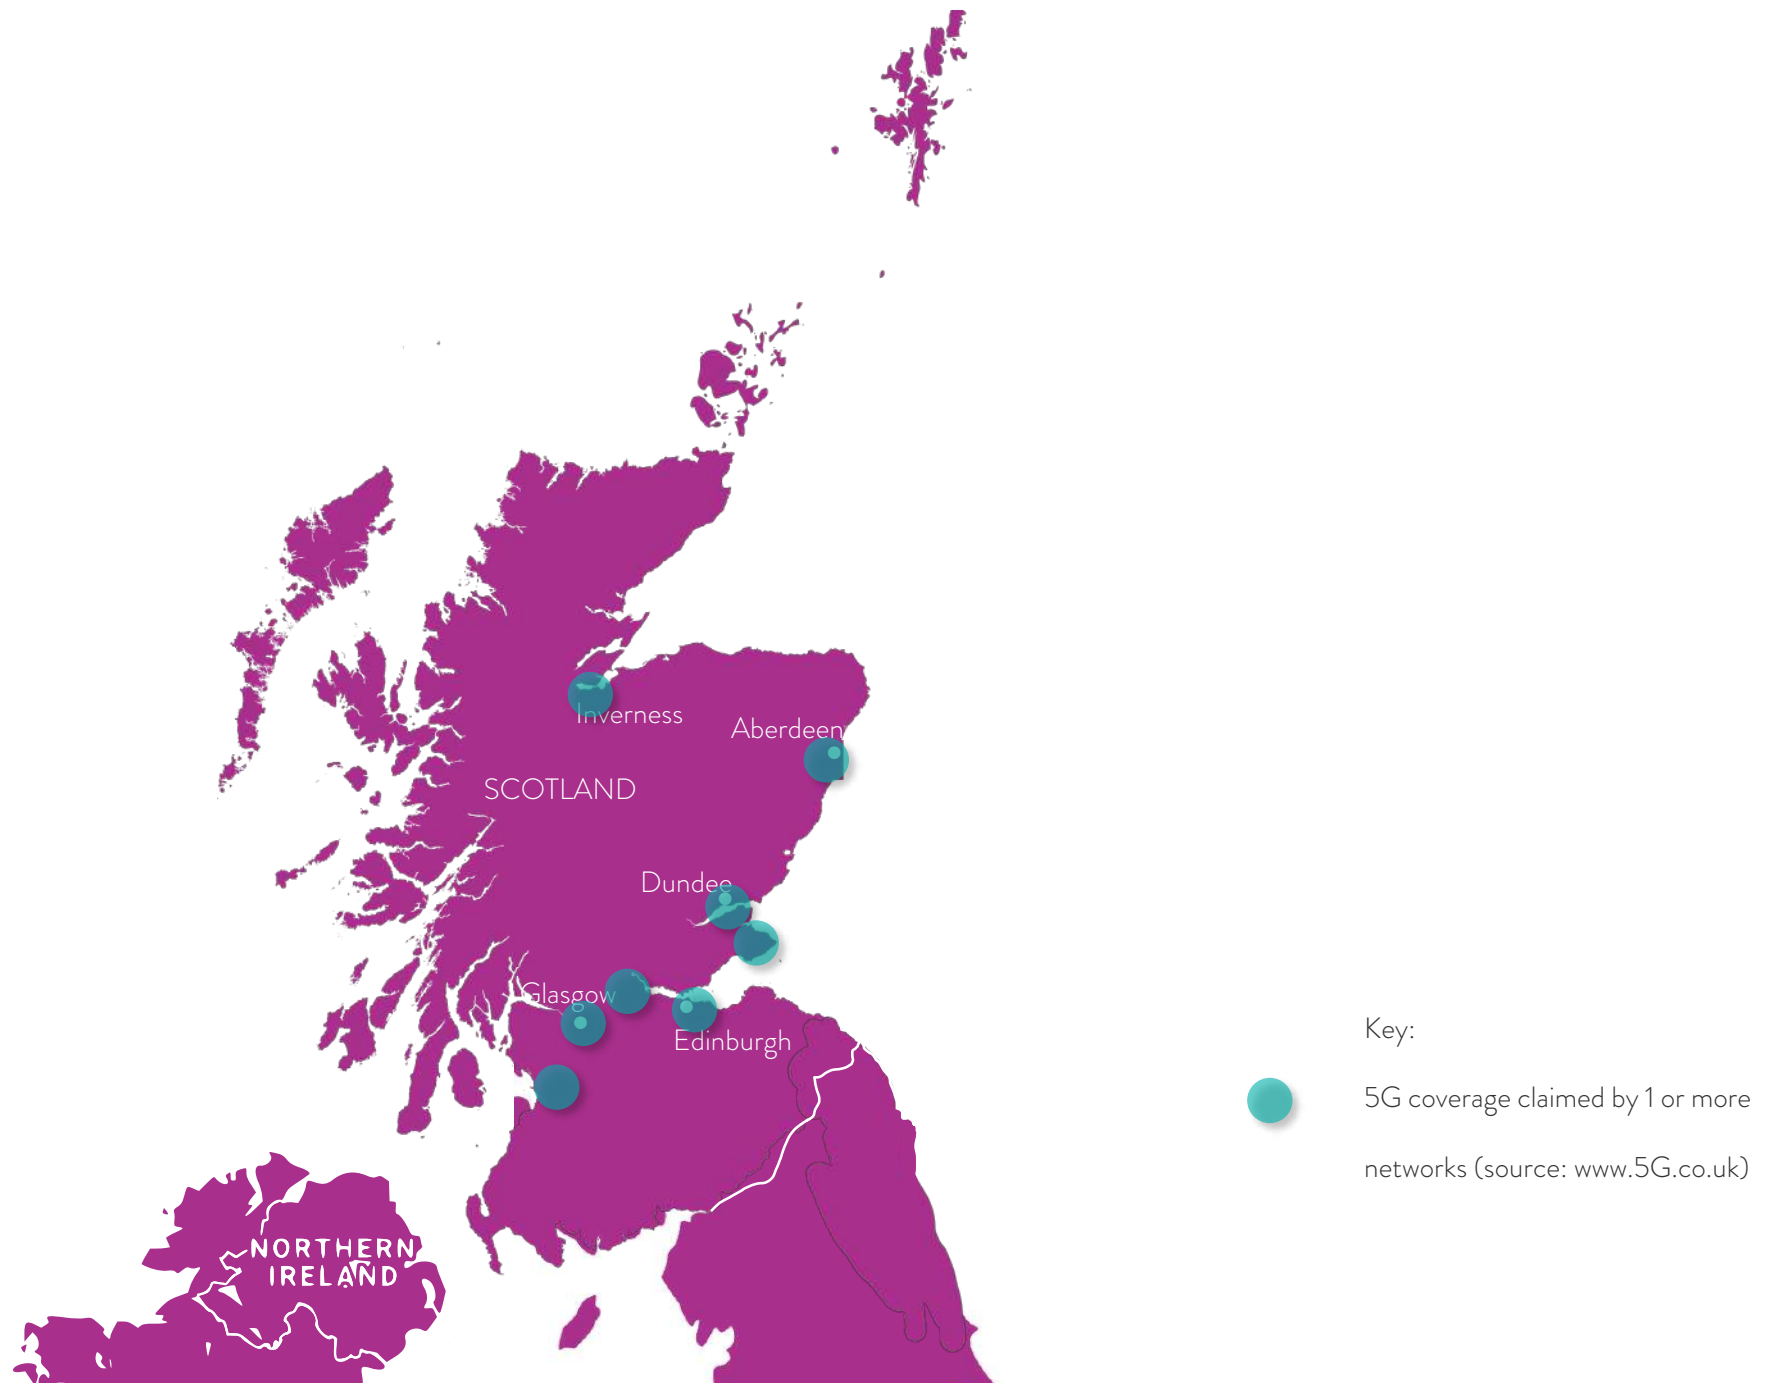 Inverness
Aberdeen
SCOTLAND
Dundee
Glasgow
Edinburgh
Key:
5G coverage claimed by 1 or more
networks (source: www.5G.co.uk)
NORTHERN
IRELAND